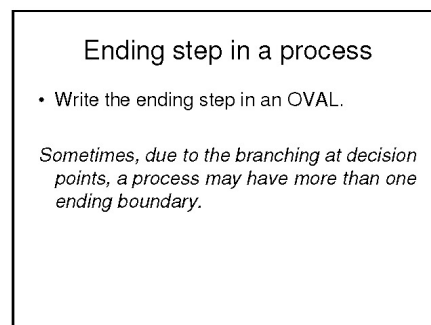 Ending step in a process
• Write the ending step in an OVAL.
Sometimes, due to the branching at decision
points, a process may have more than one
ending boundary.